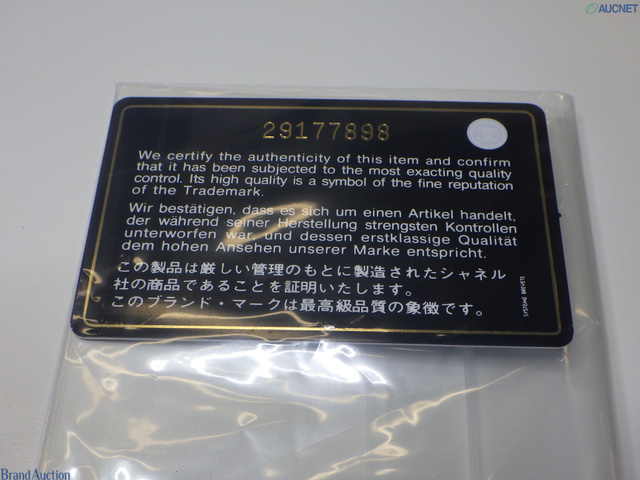 AUCNET
29177898
We certify the authenticity of this item and confirm
that it has been subjected to the most exacting quality
control. Its high quality is a symbol of the fine reputation
of the Trademark.
Wir bestätigen, dass es sich um einen Artikel handelt,
der während seiner Herstellung strengsten Kontrollen
unterworfen war, und dessen erstklassige Qualität
dem hohen Ansehen unserer Marke entspricht.
この製品は厳しい管理のもとに製造されたシャネル
社の商品であることを証明いたします。
このブランド・マークは最高級品質の象徴です。
SYSTEME BREVETE
Brand Auction